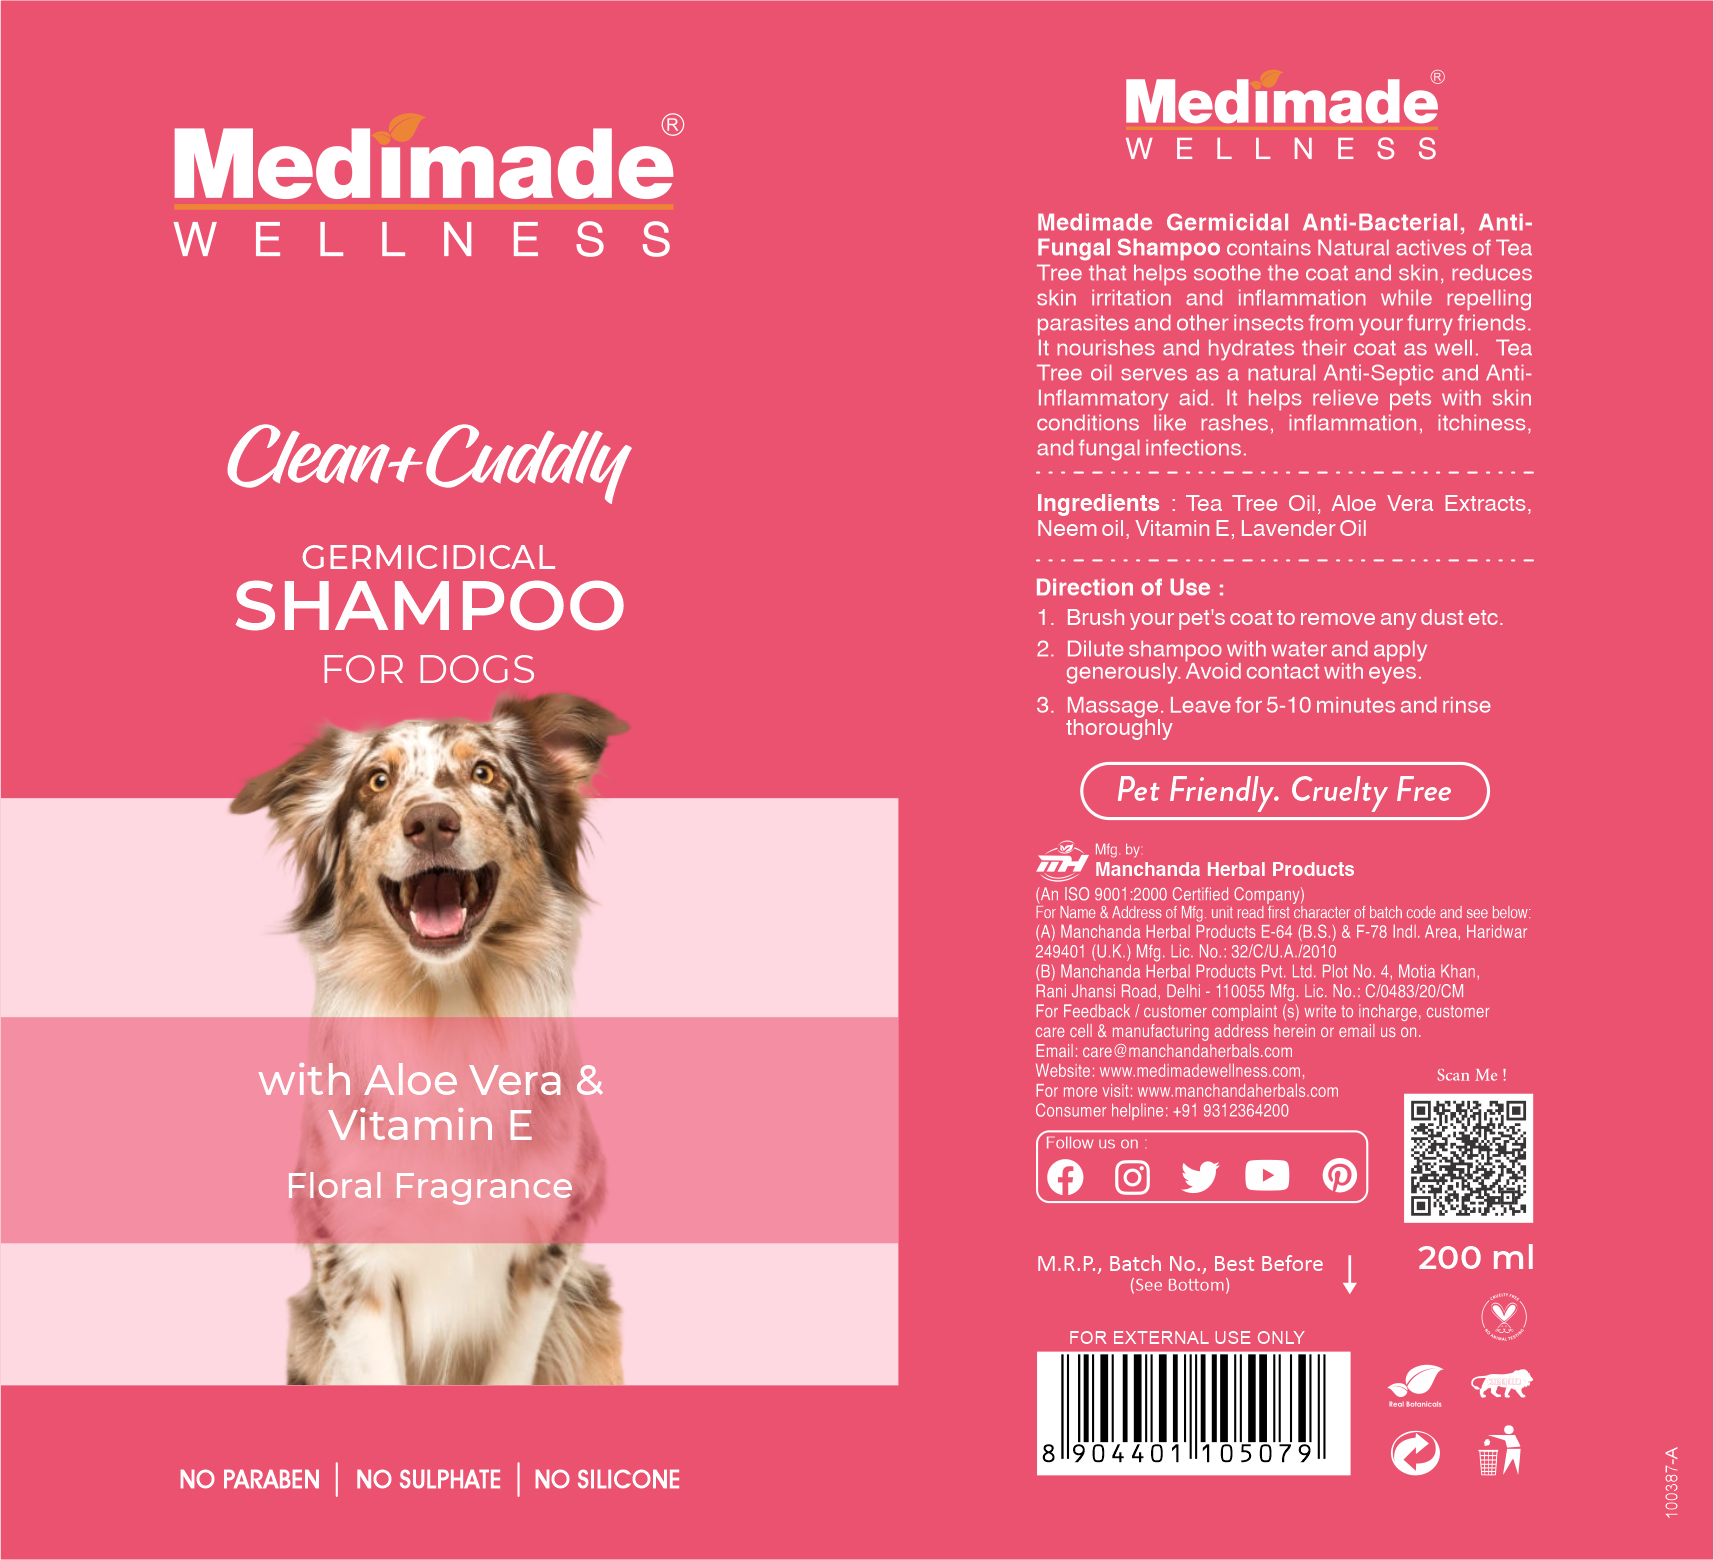 Medimade®
WELLNESS
Clean+Cuddly
GERMICIDICAL
SHAMPOO
FOR DOGS
with Aloe Vera &
Vitamin E
Floral Fragrance
NO PARABEN | NO SULPHATE | NO SILICONE
Medimade®
WELLNESS
Medimade Germicidal Anti-Bacterial, Anti-
Fungal Shampoo contains Natural actives of Tea
Tree that helps soothe the coat and skin, reduces
skin irritation and inflammation while repelling
parasites and other insects from your furry friends.
It nourishes and hydrates their coat as well. Tea
Tree oil serves as a natural Anti-Septic and Anti-
Inflammatory aid. It helps relieve pets with skin
conditions like rashes, inflammation, itchiness,
and fungal infections.
Ingredients : Tea Tree Oil, Aloe Vera Extracts,
Neem oil, Vitamin E, Lavender Oil
Direction of Use :
1. Brush your pet's coat to remove any dust etc.
2. Dilute shampoo with water and apply
generously. Avoid contact with eyes.
3. Massage. Leave for 5-10 minutes and rinse
thoroughly
Pet Friendly. Cruelty Free
MH
Mfg. by:
Manchanda Herbal Products
(An ISO 9001:2000 Certified Company)
For Name & Address of Mfg. unit read first character of batch code and see below:
(A) Manchanda Herbal Products E-64 (B.S.) & F-78 Indl. Area, Haridwar
249401 (U.K.) Mfg. Lic. No.: 32/C/U.A./2010
(B) Manchanda Herbal Products Pvt. Ltd. Plot No. 4, Motia Khan,
Rani Jhansi Road, Delhi - 110055 Mfg. Lic. No.: C/0483/20/CM
For Feedback / customer complaint (s) write to incharge, customer
care cell & manufacturing address herein or email us on.
Email: care@manchandaherbals.com
Website: www.medimadewellness.com,
For more visit: www.manchandaherbals.com
Consumer helpline: +91 9312364200
Scan Me !
Follow us on :
M.R.P., Batch No., Best Before
(See Bottom)
200 ml
CRUELTY FREE
NO ANIMAL TESTING
FOR EXTERNAL USE ONLY
8 904401 105079
Real Botanicals
100387-A